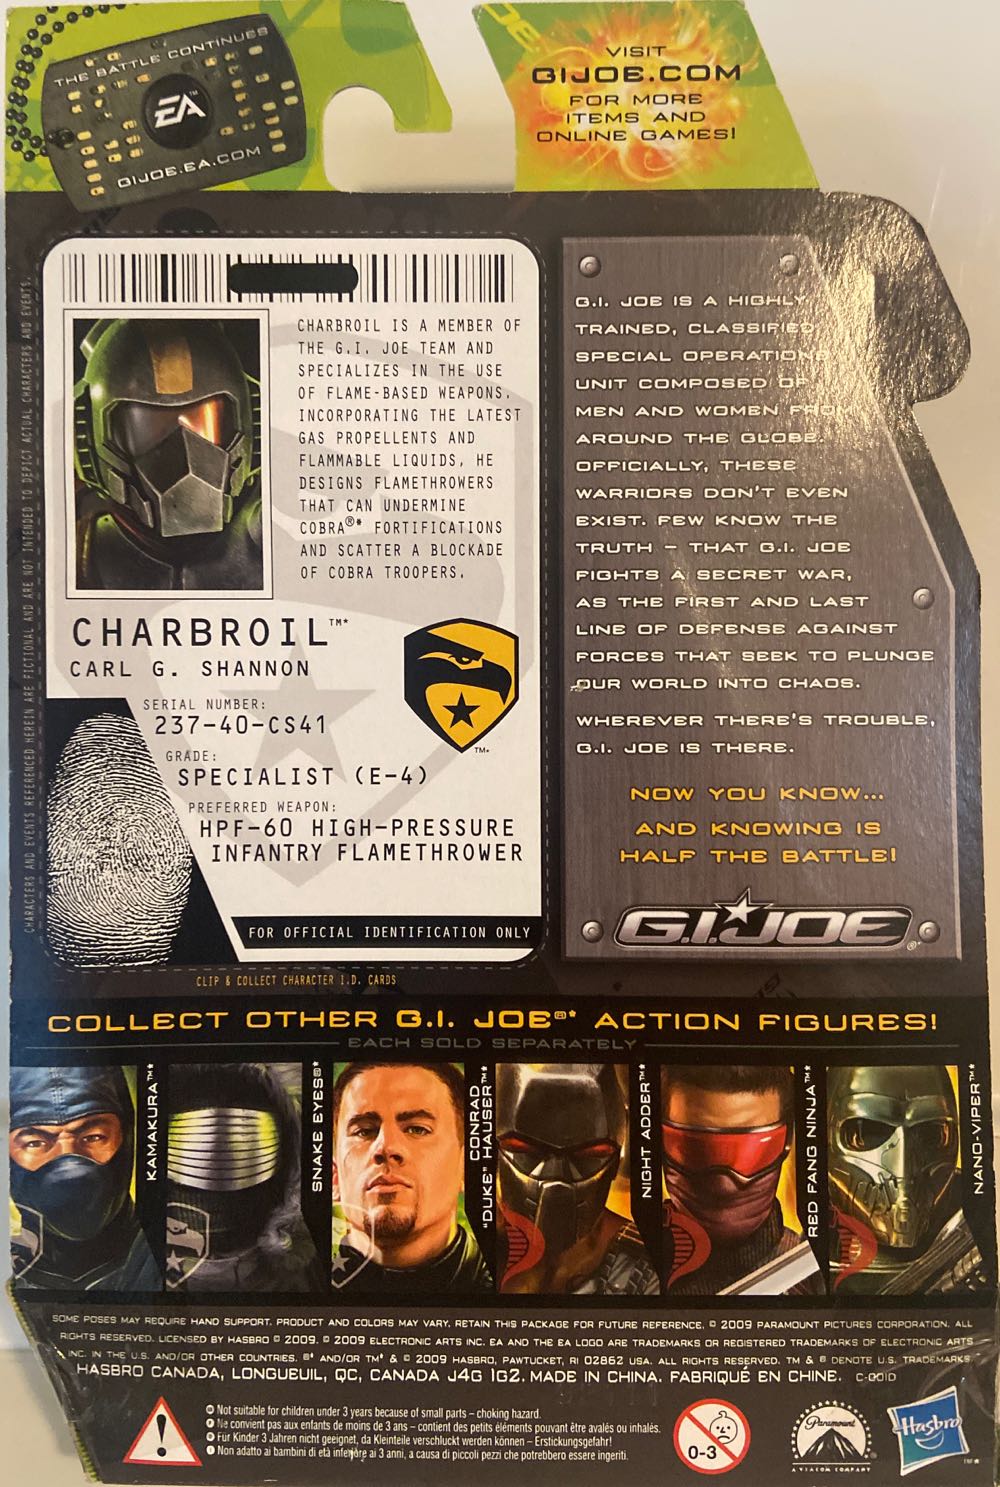 THE BATTLE CONTINUES
EA™
GIJOE.EA.COM
VISIT
GIJOE.COM
FOR MORE
ITEMS AND
ONLINE GAMES!
CHARACTERS AND EVENTS REFERENCED HEREIN ARE FICTIONAL AND ARE NOT INTENDED TO DEPICT ACTUAL CHARACTERS AND EVENTS.
CHARBROIL IS A MEMBER OF
THE G.I. JOE TEAM AND
SPECIALIZES IN THE USE
OF FLAME-BASED WEAPONS.
INCORPORATING THE LATEST
GAS PROPELLENTS AND
FLAMMABLE LIQUIDS, HE
DESIGNS FLAMETHROWERS
THAT CAN UNDERMINE
COBRA®* FORTIFICATIONS
AND SCATTER A BLOCKADE
OF COBRA TROOPERS.
CHARBROIL™*
CARL G. SHANNON
SERIAL NUMBER:
237-40-CS41
GRADE:
SPECIALIST (E-4)
PREFERRED WEAPON:
HPF-60 HIGH-PRESSURE
INFANTRY FLAMETHROWER
TM*
FOR OFFICIAL IDENTIFICATION ONLY
CLIP & COLLECT CHARACTER I.D. CARDS
G.I. JOE IS A HIGHLY
TRAINED, CLASSIFIED
SPECIAL OPERATIONS
UNIT COMPOSED OF
MEN AND WOMEN FROM
AROUND THE GLOBE.
OFFICIALLY, THESE
WARRIORS DON'T EVEN
EXIST. FEW KNOW THE
TRUTH – THAT G.I. JOE
FIGHTS A SECRET WAR,
AS THE FIRST AND LAST
LINE OF DEFENSE AGAINST
FORCES THAT SEEK TO PLUNGE
OUR WORLD INTO CHAOS.
WHEREVER THERE'S TROUBLE,
G.I. JOE IS THERE.
NOW YOU KNOW...
AND KNOWING IS
HALF THE BATTLE!
G.I. JOE ®*
COLLECT OTHER G.I. JOE®* ACTION FIGURES!
EACH SOLD SEPARATELY
KAMAKURA™*
SNAKE EYES®*
CONRAD
"DUKE" HAUSER™*
NIGHT ADDER™*
RED FANG NINJA™*
NANO-VIPER™*
SOME POSES MAY REQUIRE HAND SUPPORT. PRODUCT AND COLORS MAY VARY. RETAIN THIS PACKAGE FOR FUTURE REFERENCE. © 2009 PARAMOUNT PICTURES CORPORATION. ALL
RIGHTS RESERVED. LICENSED BY HASBRO © 2009. © 2009 ELECTRONIC ARTS INC. EA AND THE EA LOGO ARE TRADEMARKS OR REGISTERED TRADEMARKS OF ELECTRONIC ARTS
INC. IN THE U.S. AND/OR OTHER COUNTRIES. ®* AND/OR TM* & © 2009 HASBRO, PAWTUCKET, RI 02862 USA. ALL RIGHTS RESERVED. TM & ® DENOTE U.S. TRADEMARKS.
HASBRO CANADA, LONGUEUIL, QC, CANADA J4G 1G2. MADE IN CHINA. FABRIQUÉ EN CHINE. C-001D
Not suitable for children under 3 years because of small parts – choking hazard.
Ne convient pas aux enfants de moins de 3 ans – contient des petits éléments pouvant être avalés ou inhalés.
Für Kinder 3 Jahren nicht geeignet, da Kleinteile verschluckt werden können – Erstickungsgefahr!
Non adatto ai bambini di età inferiore ai 3 anni, a causa di piccoli pezzi che potrebbero essere ingeriti.
0-3
Paramount
A VIACOM COMPANY
Hasbro